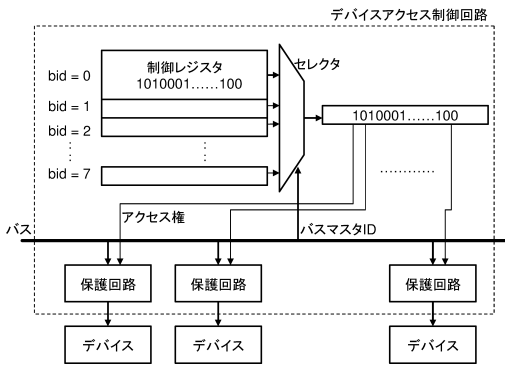 デバイスアクセス制御回路
bid = 0
制御レジスタ
1010001......100
セレクタ
bid = 1
bid = 2
1010001......100
bid = 7
アクセス権
バス
バスマスタID
保護回路
保護回路
保護回路
デバイス
デバイス
デバイス